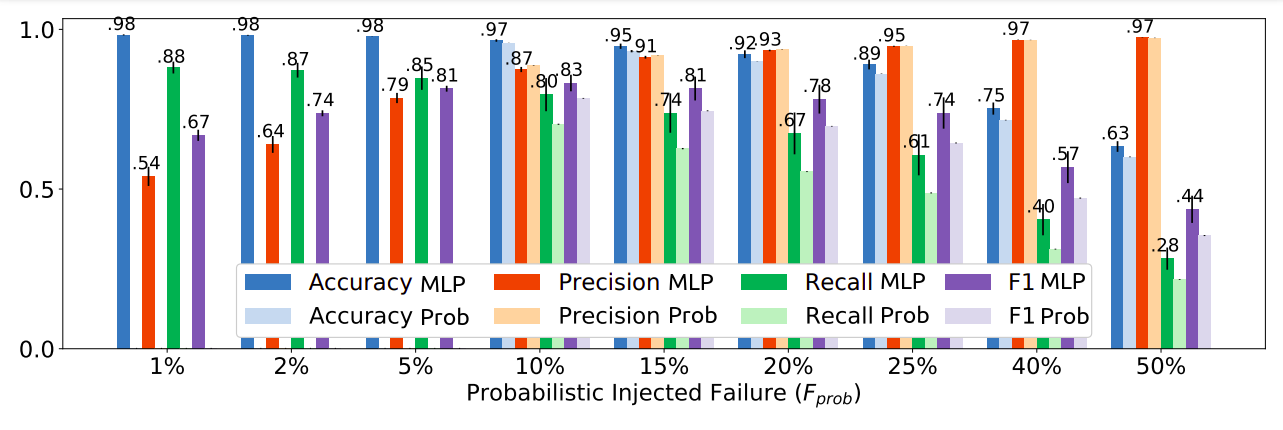 1.0
0.5
0.0
.98 .54 .88 .67
.98 .64 .87 .74
.98 .79 .85 .81
.97 .87 .80 .83
.95 .91 .74 .81
.92 .93 .67 .78
.89 .95 .61 .74
.75 .97 .40 .57
.63 .97 .28 .44
Accuracy MLP Precision MLP Recall MLP F1 MLP
Accuracy Prob Precision Prob Recall Prob F1 Prob
1% 2% 5% 10% 15% 20% 25% 40% 50%
Probabilistic Injected Failure (F_prob)